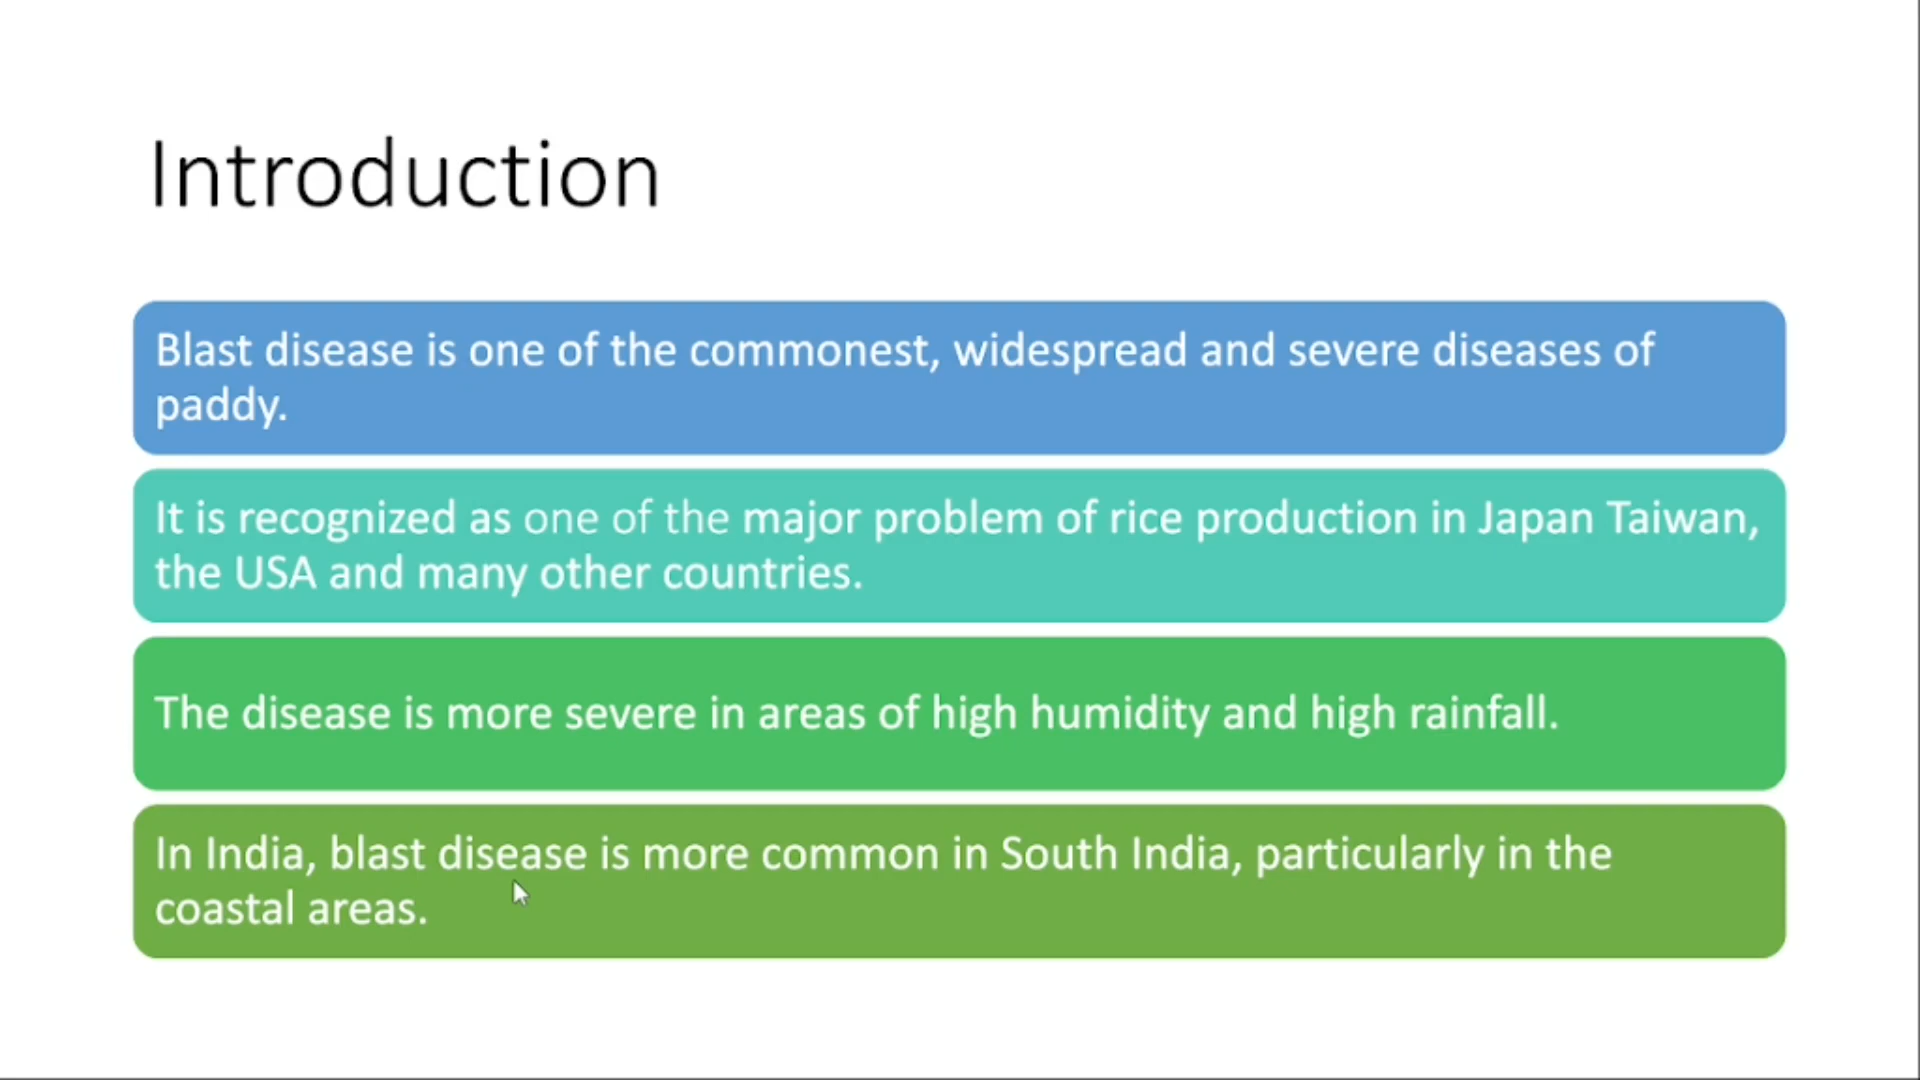 Introduction
Blast disease is one of the commonest, widespread and severe diseases of
paddy.
It is recognized as one of the major problem of rice production in Japan Taiwan,
the USA and many other countries.
The disease is more severe in areas of high humidity and high rainfall.
In India, blast disease is more common in South India, particularly in the
coastal areas.